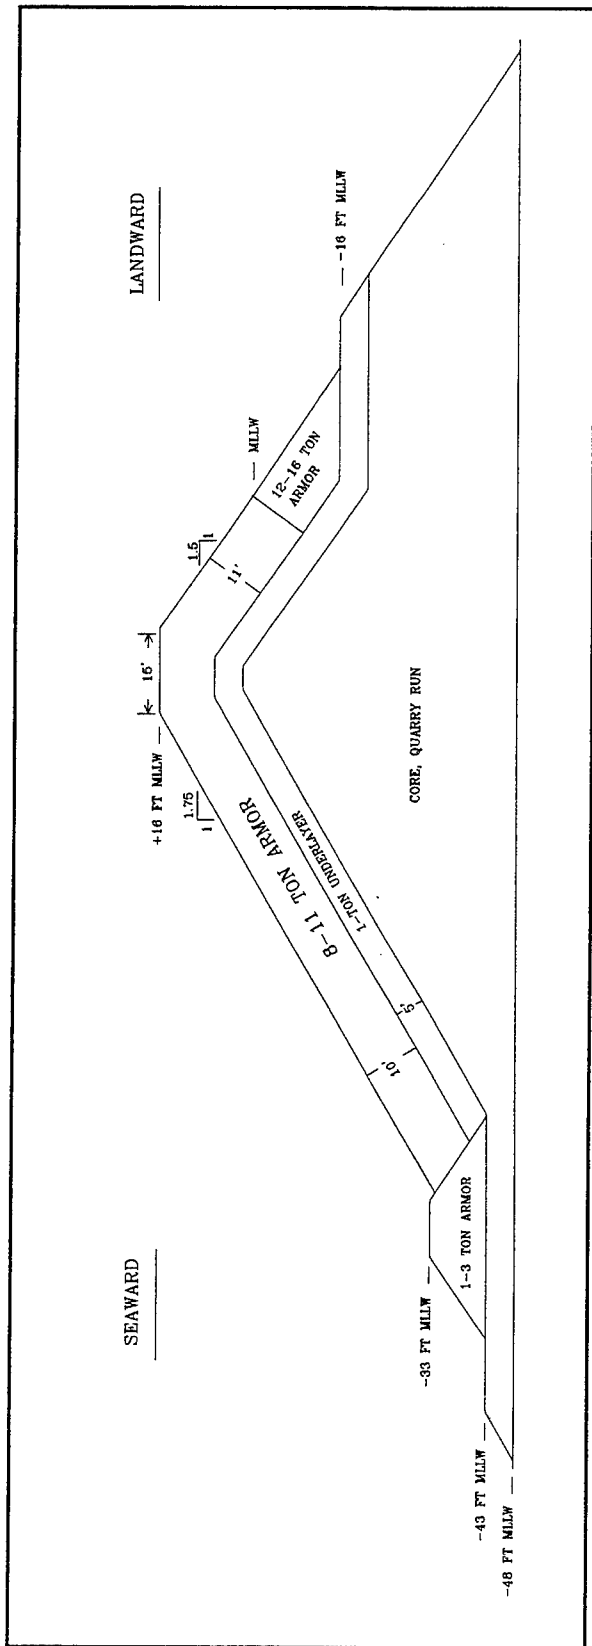 SEAWARD
LANDWARD
+16 FT MLLW
15'
1.75
1
1.5
1
MLLW
-16 FT MLLW
11'
12-16 TON
ARMOR
8-11 TON ARMOR
1-TON UNDERLAYER
10'
5'
-33 FT MLLW
1-3 TON ARMOR
CORE, QUARRY RUN
-43 FT MLLW
-48 FT MLLW